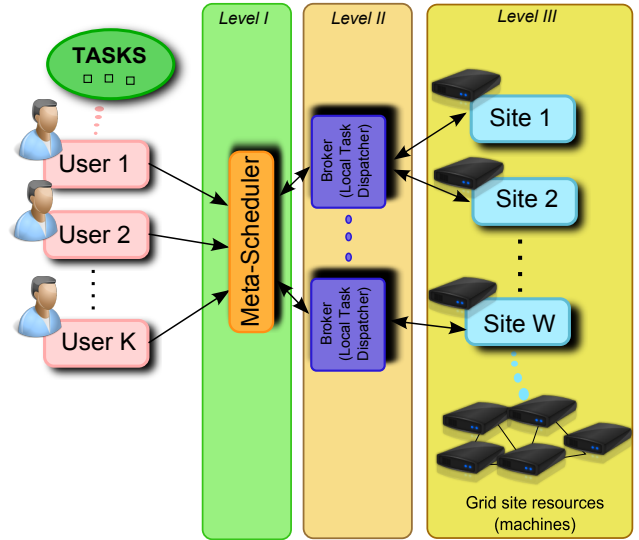 Level I
Level II
Level III
TASKS
User 1
User 2
User K
Meta-Scheduler
Broker
(Local Task
Dispatcher)
Broker
(Local Task
Dispatcher)
Site 1
Site 2
Site W
Grid site resources
(machines)